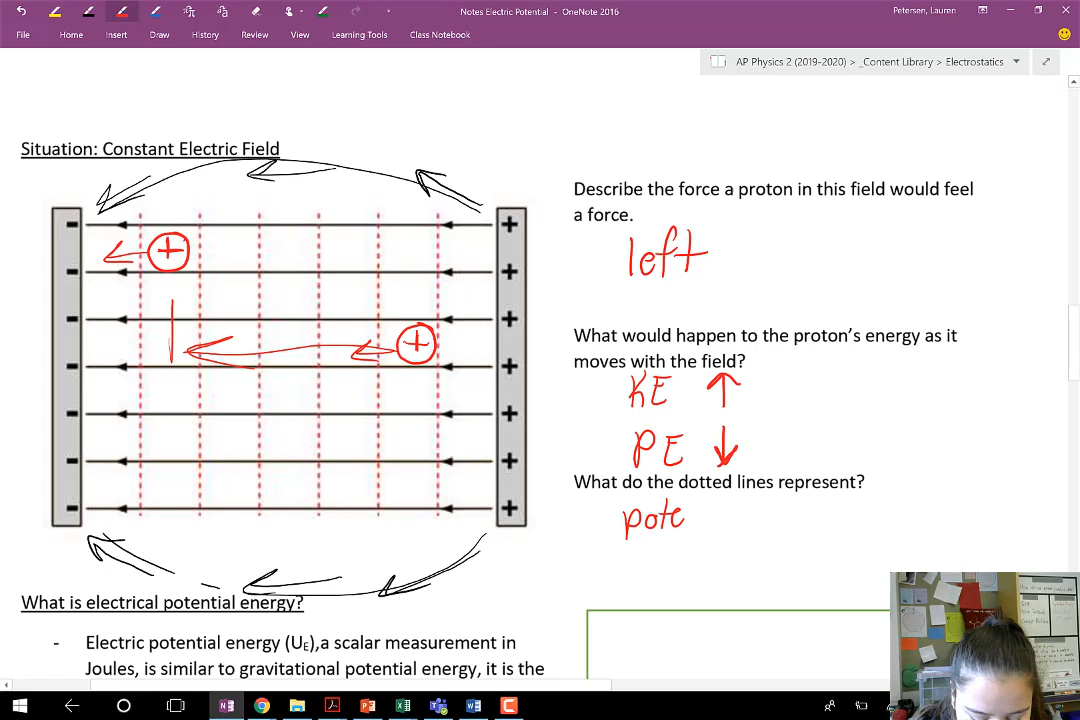 Notes Electric Potential - OneNote 2016
Petersen, Lauren
File Home Insert Draw History Review View Learning Tools Class Notebook
AP Physics 2 (2019-2020) > _Content Library > Electrostatics
Situation: Constant Electric Field
Describe the force a proton in this field would feel
a force.
left
What would happen to the proton's energy as it
moves with the field?
KE ↑
PE ↓
What do the dotted lines represent?
pote
What is electrical potential energy?
- Electric potential energy (UE),a scalar measurement in
Joules, is similar to gravitational potential energy, it is the